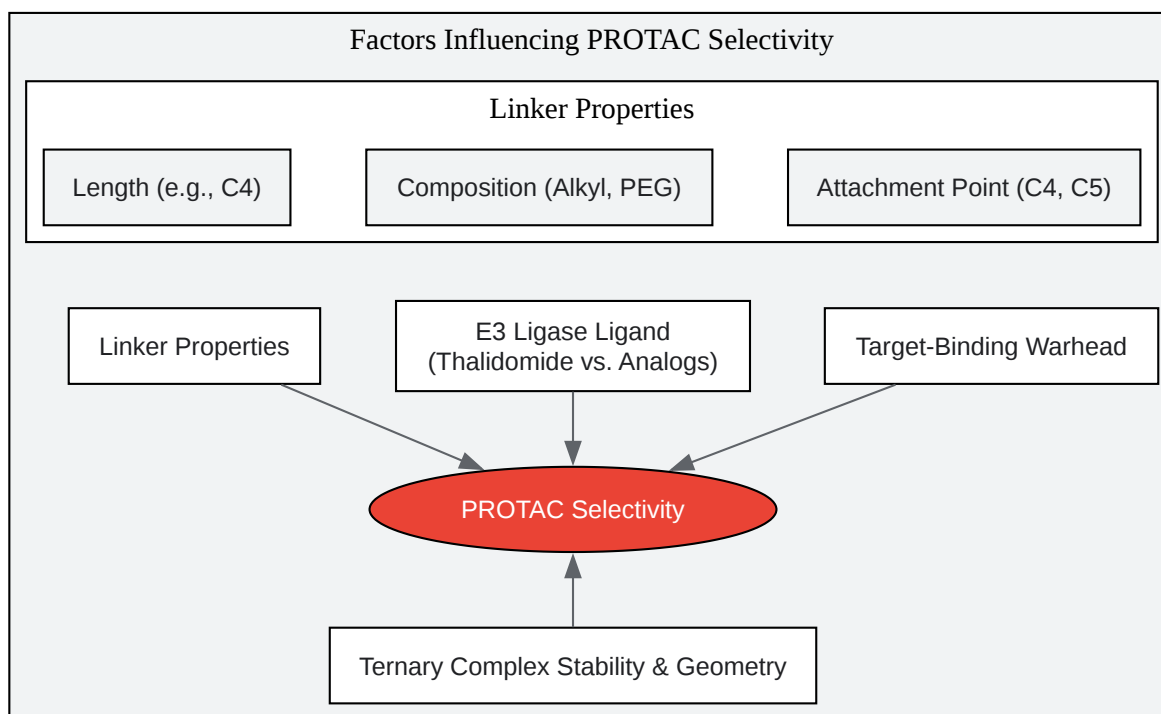 Factors Influencing PROTAC Selectivity
Linker Properties
Length (e.g., C4)
Composition (Alkyl, PEG)
Attachment Point (C4, C5)
Linker Properties
E3 Ligase Ligand
(Thalidomide vs. Analogs)
Target-Binding Warhead
PROTAC Selectivity
Ternary Complex Stability & Geometry